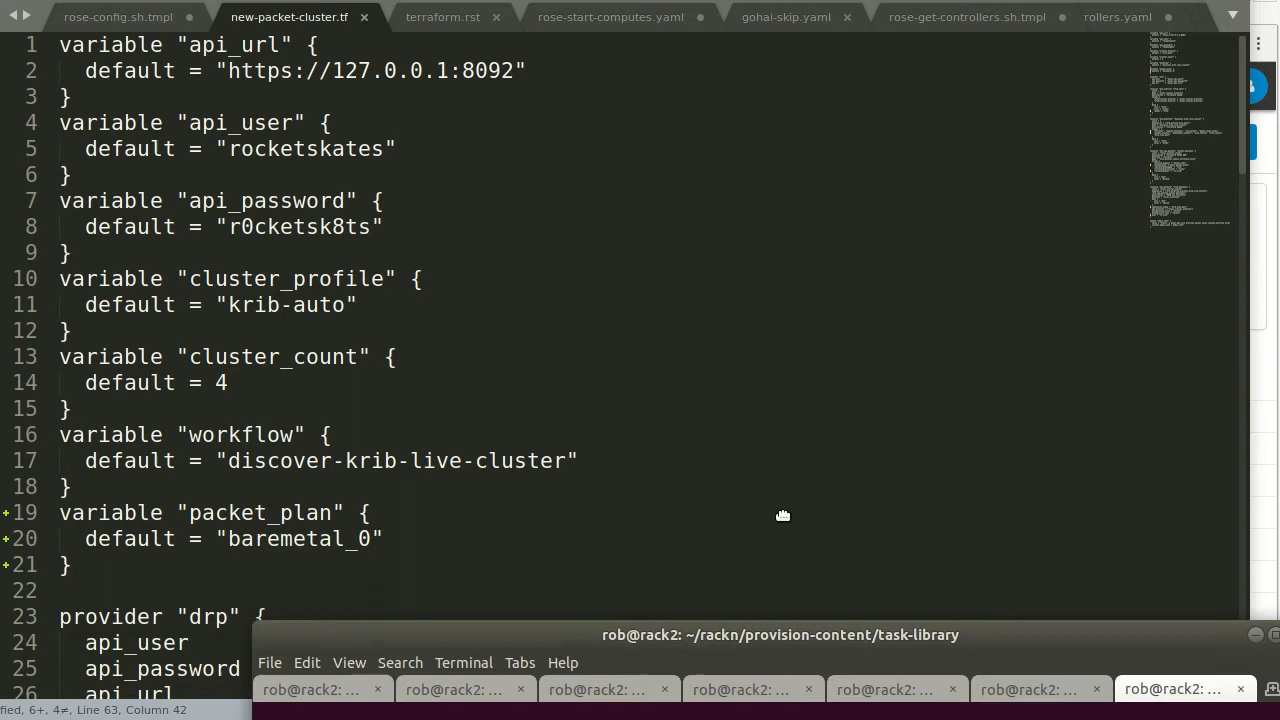 rose-config.sh.tmpl new-packet-cluster.tf terraform.rst rose-start-computes.yaml gohai-skip.yaml rose-get-controllers.sh.tmpl rollers.yaml
1 variable "api_url" {
2 default = "https://127.0.0.1:8092"
3 }
4 variable "api_user" {
5 default = "rocketskates"
6 }
7 variable "api_password" {
8 default = "r0cketsk8ts"
9 }
10 variable "cluster_profile" {
11 default = "krib-auto"
12 }
13 variable "cluster_count" {
14 default = 4
15 }
16 variable "workflow" {
17 default = "discover-krib-live-cluster"
18 }
19 variable "packet_plan" {
20 default = "baremetal_0"
21 }
22
23 provider "drp" {
24 api_user
25 api_password
26 api_url
fied, 6+, 4≠, Line 63, Column 42
rob@rack2: ~/rackn/provision-content/task-library
File Edit View Search Terminal Tabs Help
rob@rack2: ... rob@rack2: ... rob@rack2: ... rob@rack2: ... rob@rack2: ... rob@rack2: ... rob@rack2: ...